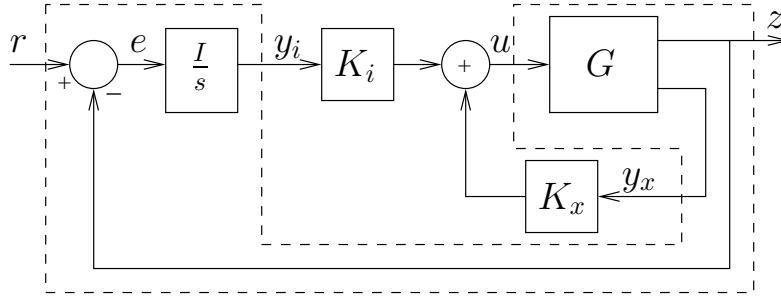 z
r e y_i u
+ I/s K_i + G
−
y_x
K_x